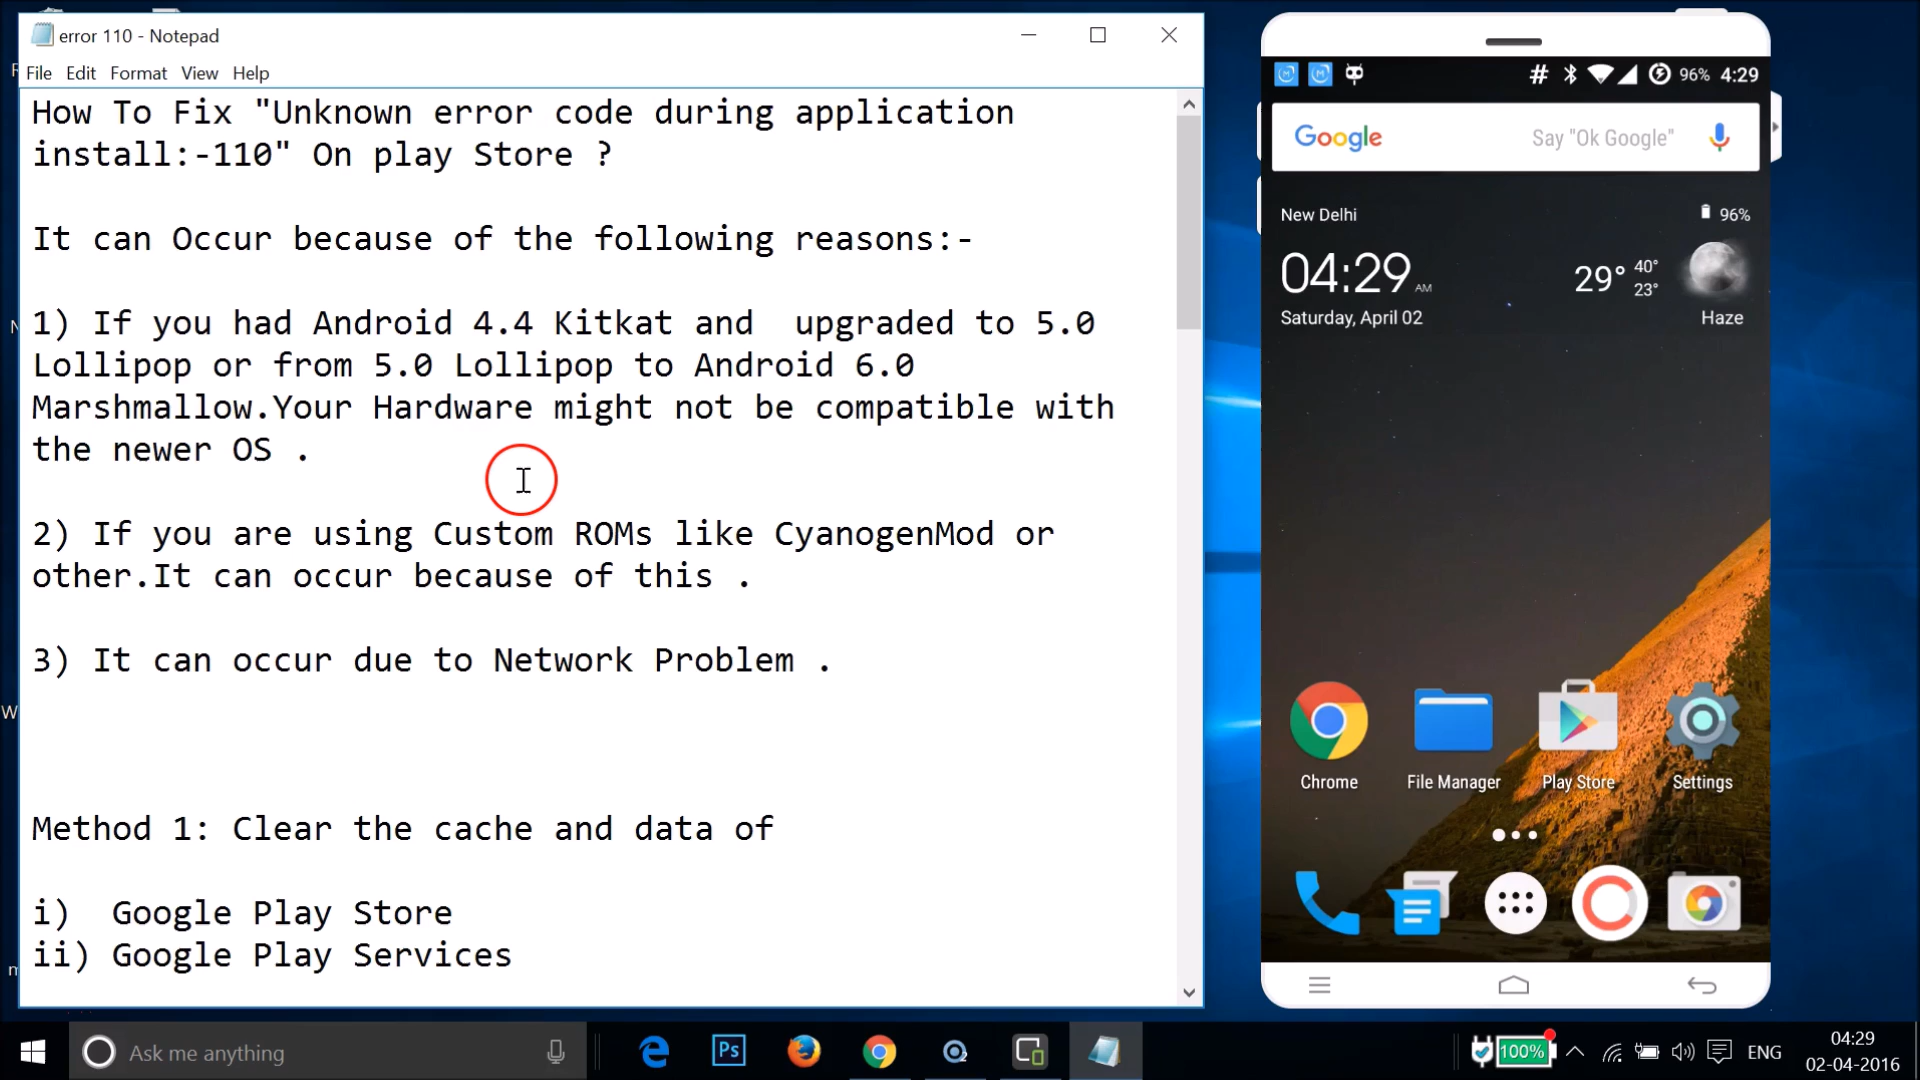 error 110 - Notepad
File Edit Format View Help
How To Fix "Unknown error code during application
install:-110" On play Store ?
It can Occur because of the following reasons:-
1) If you had Android 4.4 Kitkat and  upgraded to 5.0
Lollipop or from 5.0 Lollipop to Android 6.0
Marshmallow.Your Hardware might not be compatible with
the newer OS .
2) If you are using Custom ROMs like CyanogenMod or
other.It can occur because of this .
3) It can occur due to Network Problem .
Method 1: Clear the cache and data of
i)  Google Play Store
ii) Google Play Services
96% 4:29
Google Say "Ok Google"
New Delhi 96%
04:29 AM 29° 40° 23°
Saturday, April 02 Haze
Chrome File Manager Play Store Settings
Ask me anything
Ps
100% ENG
04:29
02-04-2016